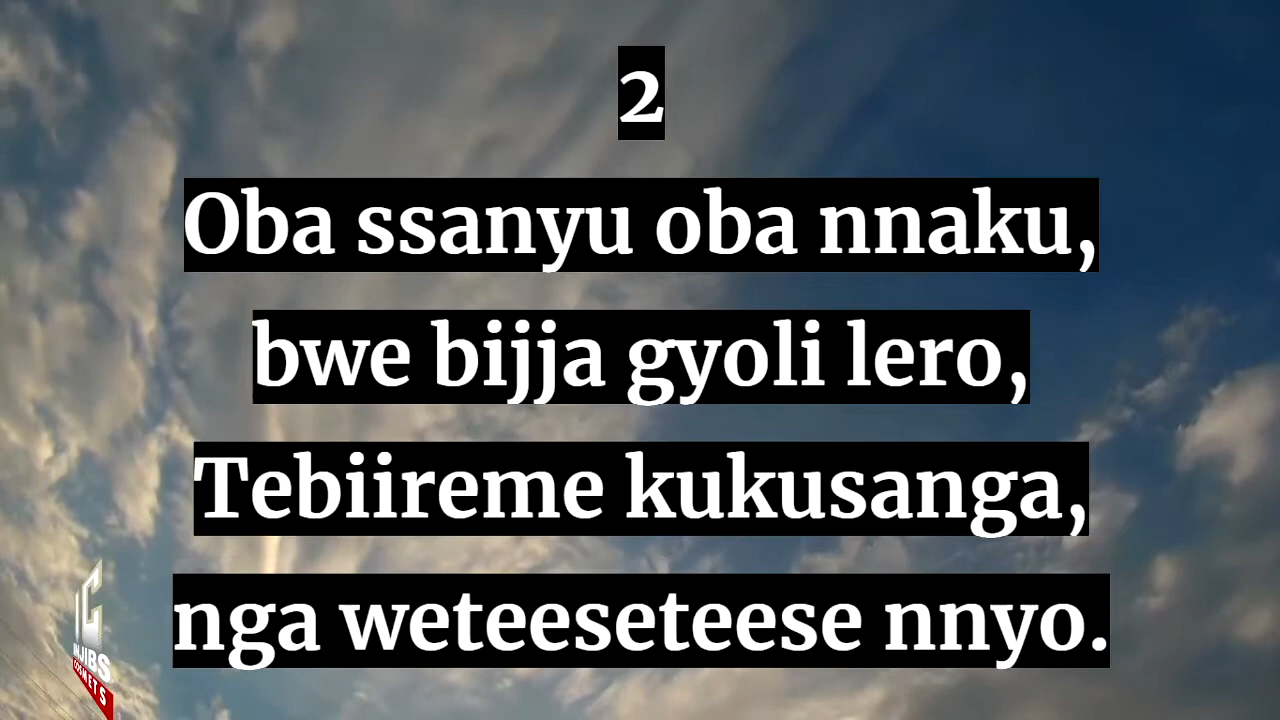 2
Oba ssanyu oba nnaku,
bwe bijja gyoli lero,
Tebiireme kukusanga,
nga weteeseteese nnyo.